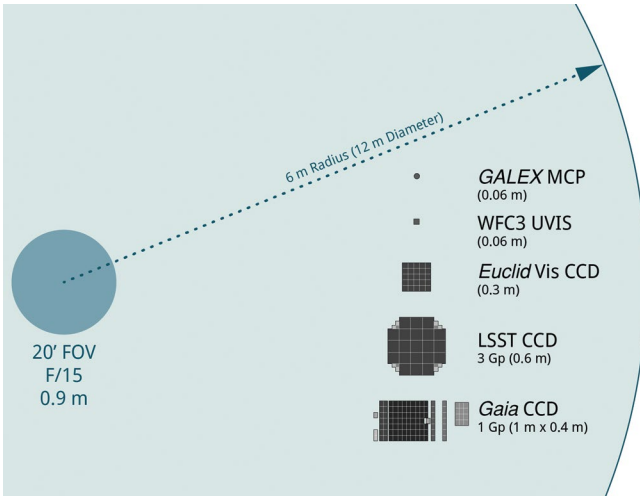 6 m Radius (12 m Diameter)
GALEX MCP
(0.06 m)
WFC3 UVIS
(0.06 m)
Euclid Vis CCD
(0.3 m)
LSST CCD
3 Gp (0.6 m)
Gaia CCD
1 Gp (1 m x 0.4 m)
20' FOV
F/15
0.9 m